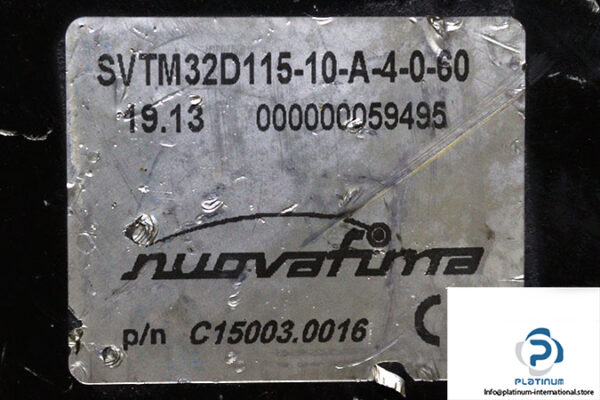 SVTM32D115-10-A-4-0-60
19.13 000000059495
nuovafima
p/n C15003.0016 C
PLATINUM
Info@platinum-international.store